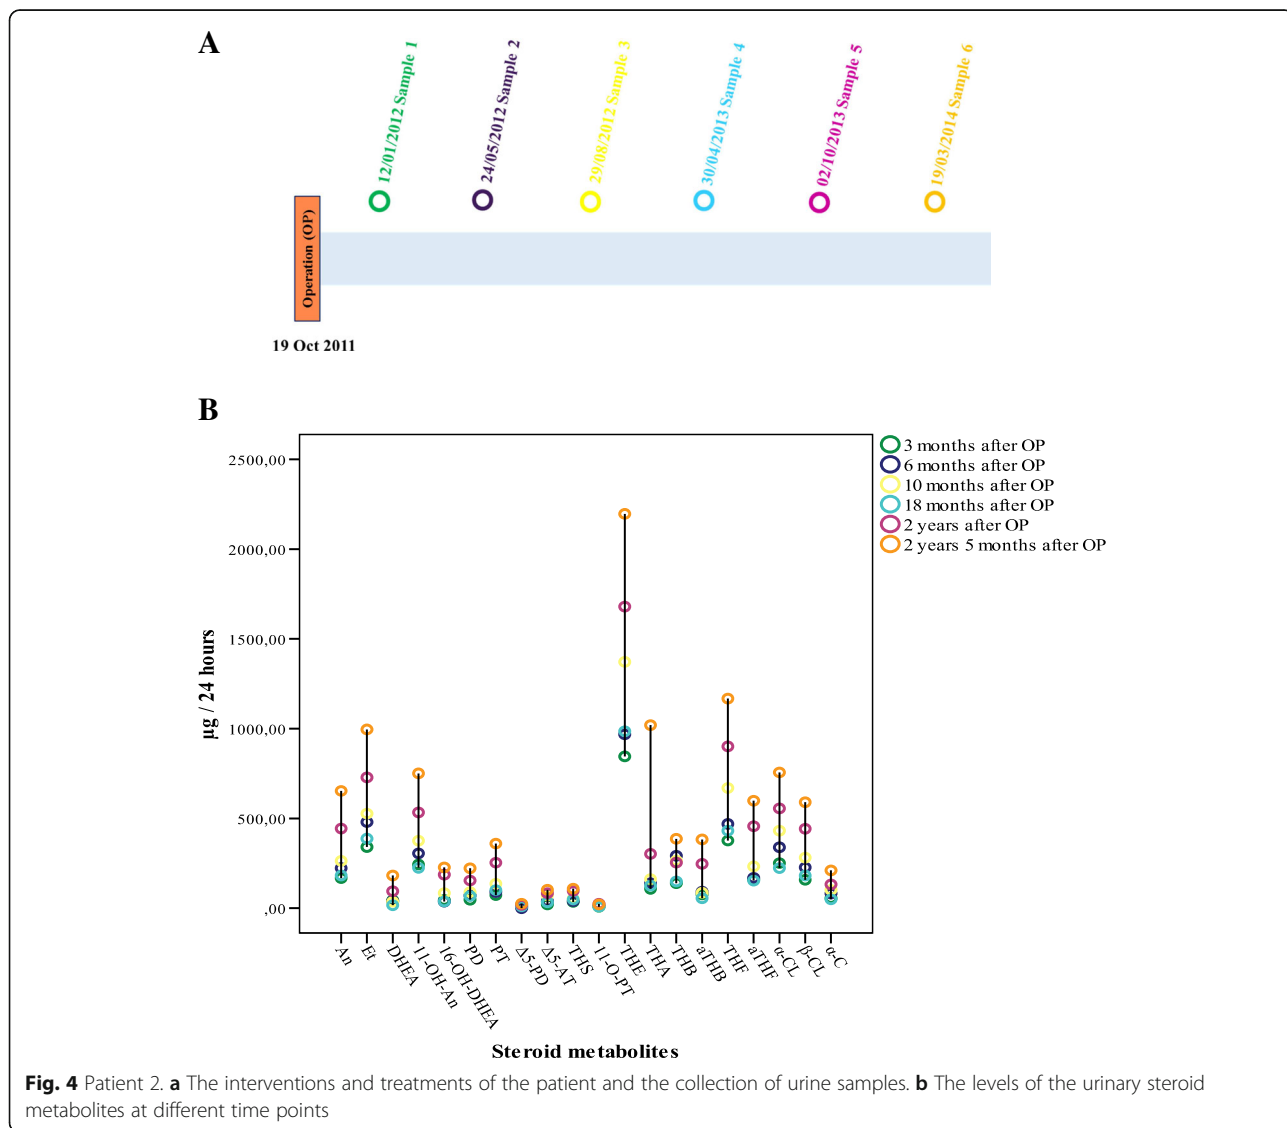 A
12/01/2012 Sample 1
24/05/2012 Sample 2
29/08/2012 Sample 3
30/04/2013 Sample 4
02/10/2013 Sample 5
19/03/2014 Sample 6
Operation (OP)
19 Oct 2011
B
3 months after OP
6 months after OP
10 months after OP
18 months after OP
2 years after OP
2 years 5 months after OP
2500,00
2000,00
1500,00
1000,00
500,00
,00
µg / 24 hours
An
Et
DHEA
11-OH-An
16-OH-DHEA
PD
PT
Δ5-PD
Δ5-AT
THS
11-O-PT
THE
THA
THB
aTHB
THF
aTHF
α-CL
β-CL
α-C
Steroid metabolites
Fig. 4 Patient 2. a The interventions and treatments of the patient and the collection of urine samples. b The levels of the urinary steroid
metabolites at different time points